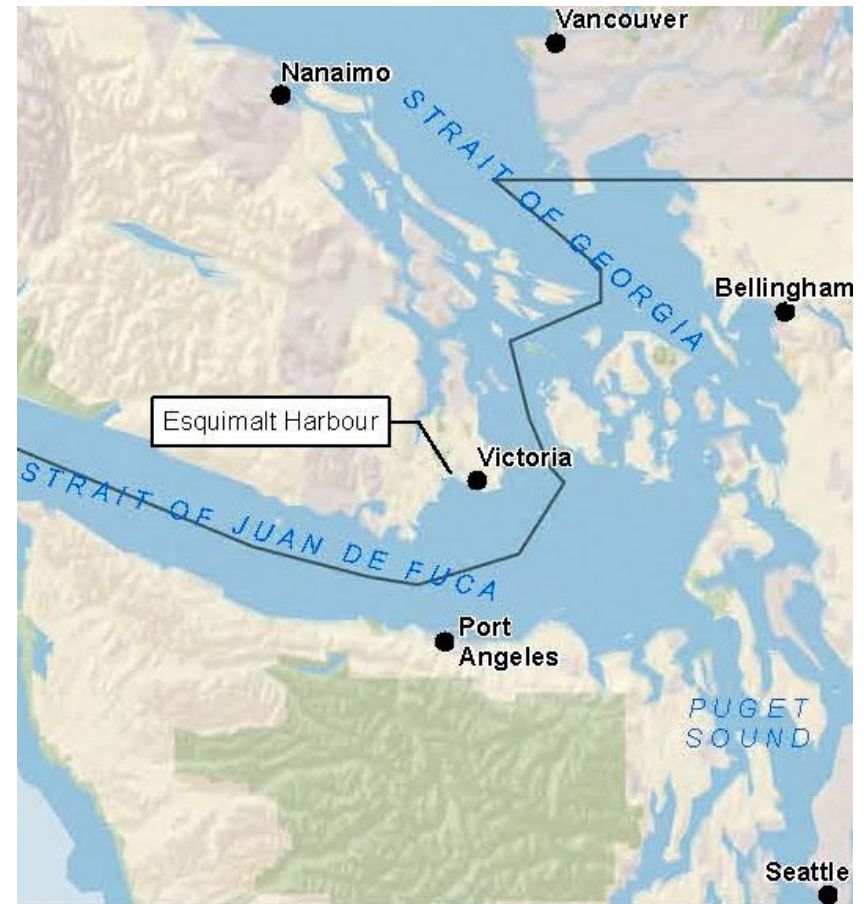 Vancouver
Nanaimo
STRAIT OF GEORGIA
Bellingham
Esquimalt Harbour
Victoria
STRAIT OF JUAN DE FUCA
Port
Angeles
PUGET
SOUND
Seattle